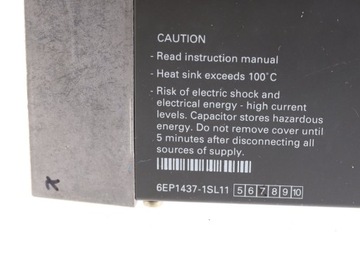 CAUTION
- Read instruction manual
- Heat sink exceeds 100°C
- Risk of electric shock and
electrical energy - high current
levels. Capacitor stores hazardous
energy. Do not remove cover until
5 minutes after disconnecting all
sources of supply.
6EP1437-1SL11 5 6 7 8 9 10